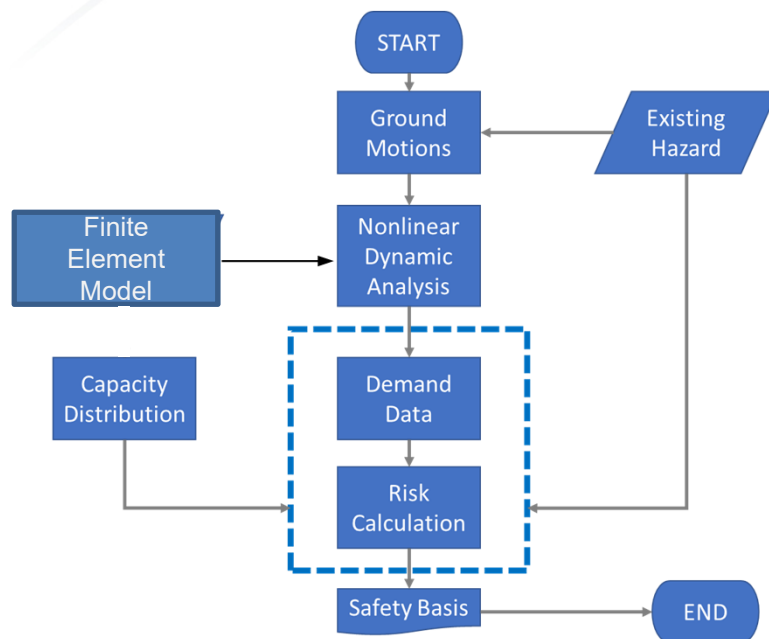 START
Ground
Motions
Existing
Hazard
Finite
Element
Model
Nonlinear
Dynamic
Analysis
Capacity
Distribution
Demand
Data
Risk
Calculation
Safety Basis
END